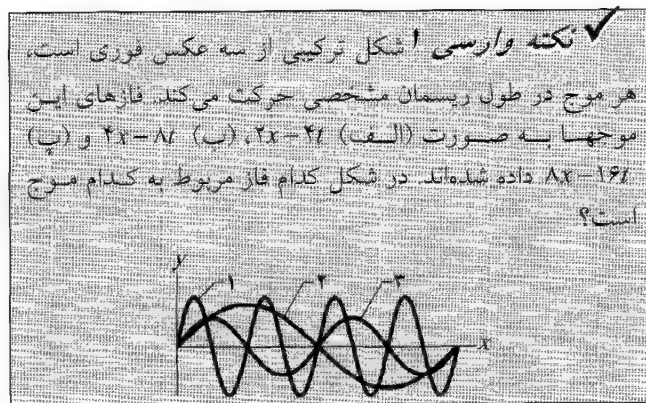 ✓ نکته وارسی ۱ شکل ترکیبی از سه عکس فوری است،
هر موج در طول ریسمان مشخصی حرکت می‌کند. فازهای این
موجها به صورت (الف) ۲x−۴t، (ب) ۴x−۸t و (پ)
۸x−۱۶t داده شده‌اند. در شکل کدام فاز مربوط به کدام موج
است؟
y
۱ ۲ ۳
x